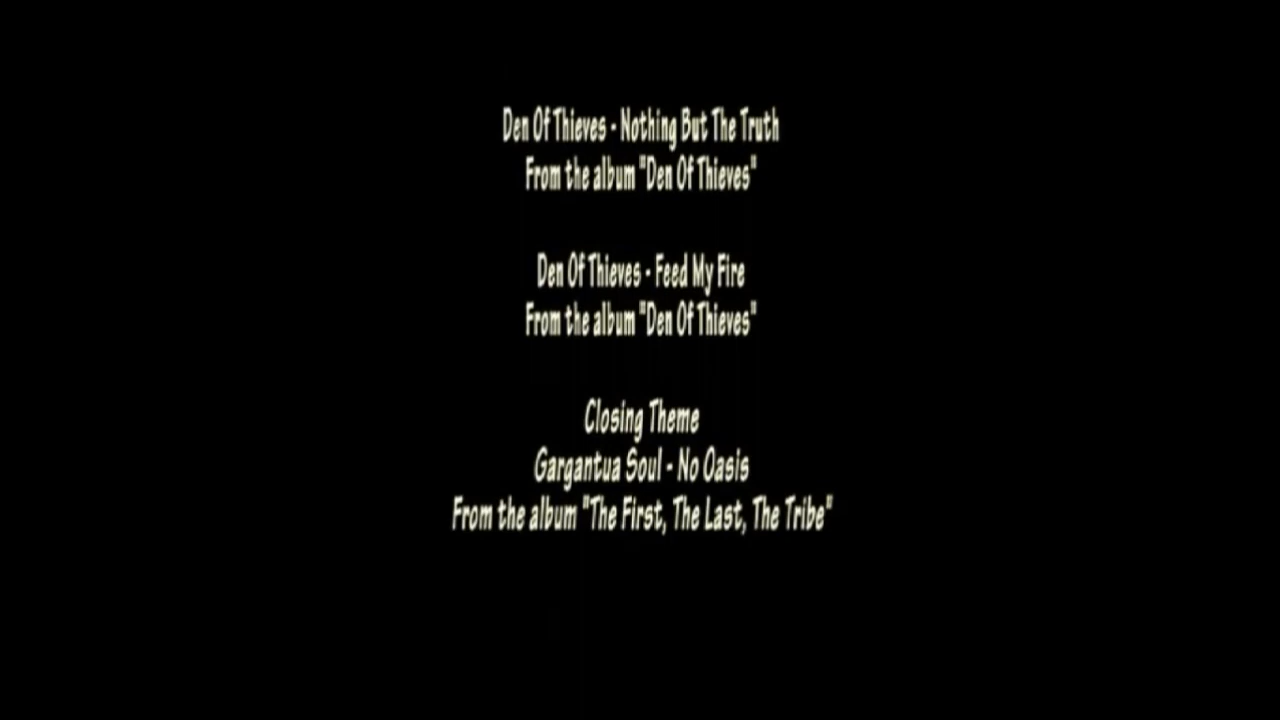 Den Of Thieves - Nothing But The Truth
From the album "Den Of Thieves"
Den Of Thieves - Feed My Fire
From the album "Den Of Thieves"
Closing Theme
Gargantua Soul - No Oasis
From the album "The First, The Last, The Tribe"